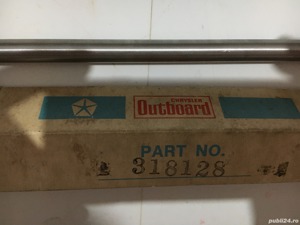 CHRYSLER
Outboard
PART NO.
318128
publi24.ro